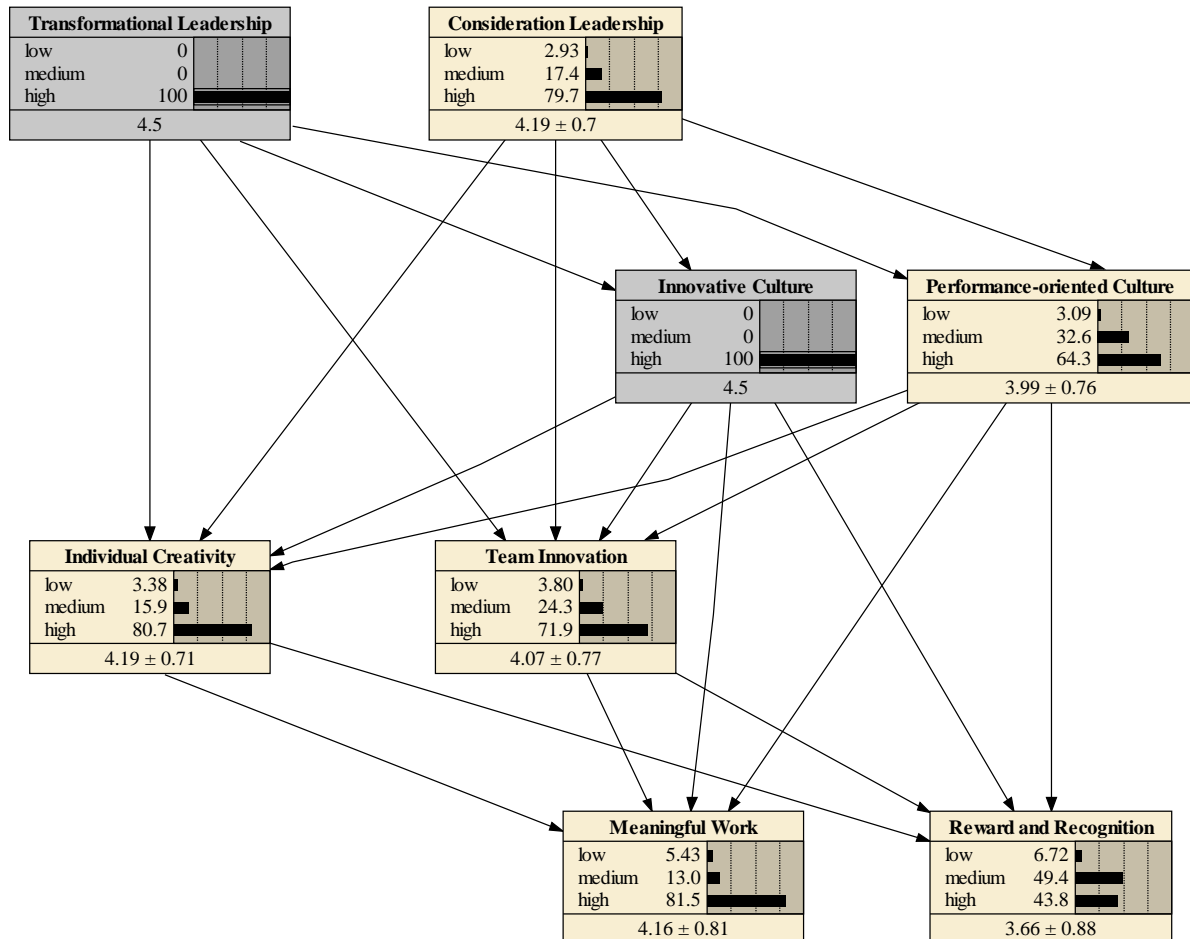 Transformational Leadership
low 0
medium 0
high 100
4.5
Consideration Leadership
low 2.93
medium 17.4
high 79.7
4.19 ± 0.7
Innovative Culture
low 0
medium 0
high 100
4.5
Performance-oriented Culture
low 3.09
medium 32.6
high 64.3
3.99 ± 0.76
Individual Creativity
low 3.38
medium 15.9
high 80.7
4.19 ± 0.71
Team Innovation
low 3.80
medium 24.3
high 71.9
4.07 ± 0.77
Meaningful Work
low 5.43
medium 13.0
high 81.5
4.16 ± 0.81
Reward and Recognition
low 6.72
medium 49.4
high 43.8
3.66 ± 0.88